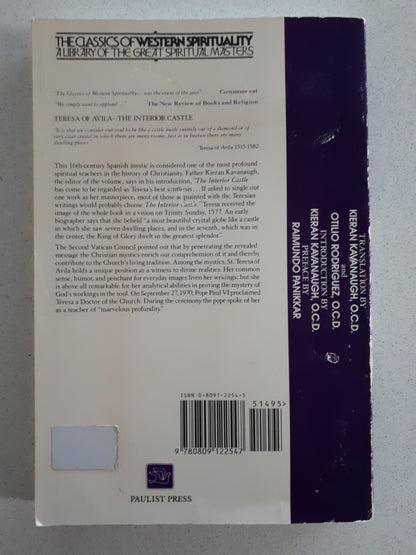 THE CLASSICS OF WESTERN SPIRITUALITY
A LIBRARY OF THE GREAT SPIRITUAL MASTERS
"The Classics of Western Spirituality... was the event of the year" Commonweal
"We simply want to applaud..." The New Review of Books and Religion
TERESA OF AVILA—THE INTERIOR CASTLE
"It is that we consider our soul to be like a castle made entirely out of a diamond or of
very clear crystal in which there are many rooms, just as in heaven there are many
dwelling places"
Teresa of Avila 1515-1582
This 16th-century Spanish mystic is considered one of the most profound
spiritual teachers in the history of Christianity. Father Kieran Kavanaugh,
the editor of the volume, says in his introduction, "The Interior Castle
has come to be regarded as Teresa's best synthesis . . . If asked to single out
one work as her masterpiece, most of those acquainted with the Teresian
writings would probably choose The Interior Castle" Teresa received the
image of the whole book in a vision on Trinity Sunday, 1577. An early
biographer says that she beheld "a most beautiful crystal globe like a castle
in which she saw seven dwelling places, and in the seventh, which was in
the center, the King of Glory dwelt in the greatest splendor."
The Second Vatican Council pointed out that by penetrating the revealed
message the Christian mystics enrich our comprehension of it and thereby
contribute to the Church's living tradition. Among the mystics, St. Teresa of
Avila holds a unique position as a witness to divine realities. Her common
sense, humor, and penchant for everyday images liven her writings; but she
is above all remarkable for her analytical abilities in proving the mystery of
God's workings in the soul. On September 27, 1970, Pope Paul VI proclaimed
Teresa a Doctor of the Church. During the ceremony the pope spoke of her
as a teacher of "marvelous profundity."
TRANSLATION BY
KIERAN KAVANAUGH, O.C.D.
and
OTILIO RODRIGUEZ, O.C.D.
INTRODUCTION BY
KIERAN KAVANAUGH, O.C.D.
PREFACE BY
RAIMUNDO PANIKKAR
ISBN 0-8091-2254-5
51495>
9 780809 122547
PAULIST PRESS